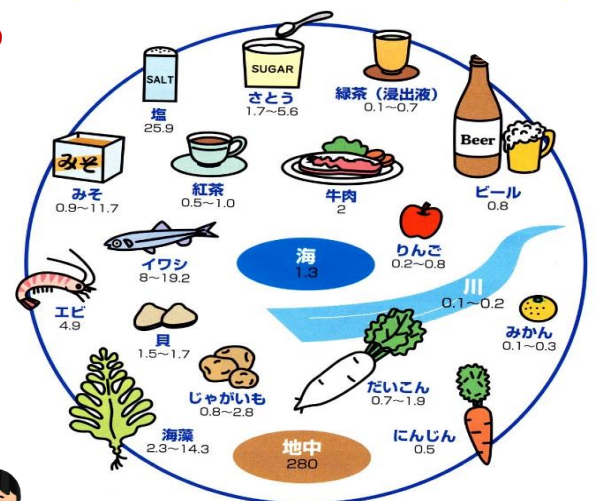 SALT
塩
25.9
SUGAR
さとう
1.7~5.6
緑茶（浸出液）
0.1~0.7
Beer
ビール
0.8
みそ
みそ
0.9~11.7
紅茶
0.5~1.0
牛肉
2
りんご
0.2~0.8
イワシ
8~19.2
海
1.3
川
0.1~0.2
エビ
4.9
貝
1.5~1.7
みかん
0.1~0.3
じゃがいも
0.8~2.8
だいこん
0.7~1.9
海藻
2.3~14.3
地中
280
にんじん
0.5